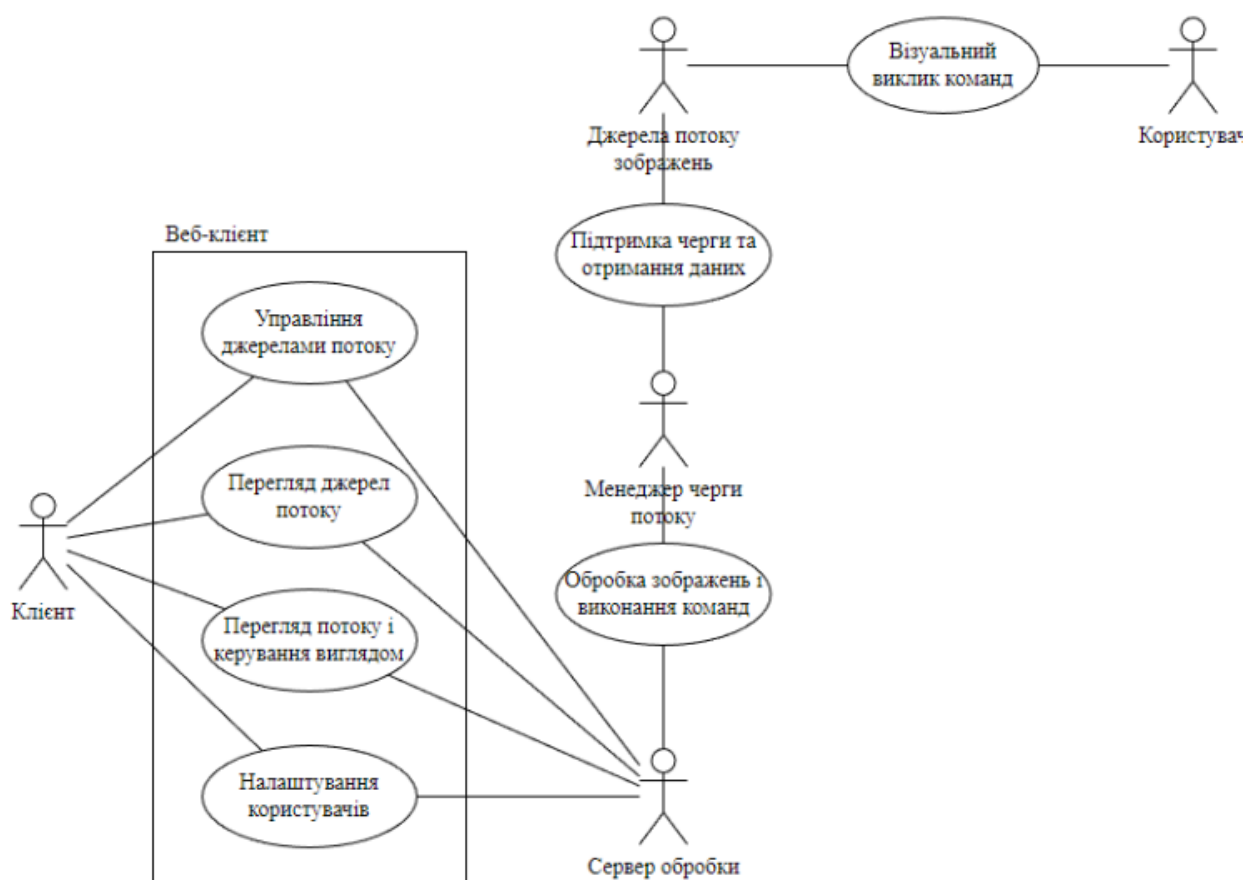 Візуальний
виклик команд
Джерела потоку
зображень
Користувач
Підтримка черги та
отримання даних
Веб-клієнт
Управління
джерелами потоку
Перегляд джерел
потоку
Менеджер черги
потоку
Клієнт
Обробка зображень і
виконання команд
Перегляд потоку і
керування виглядом
Налаштування
користувачів
Сервер обробки